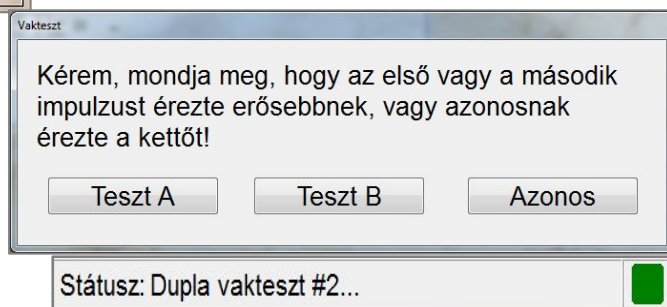 Vakteszt
Kérem, mondja meg, hogy az első vagy a második
impulzust érezte erősebbnek, vagy azonosnak
érezte a kettőt!
Teszt A Teszt B Azonos
Státusz: Dupla vakteszt #2...